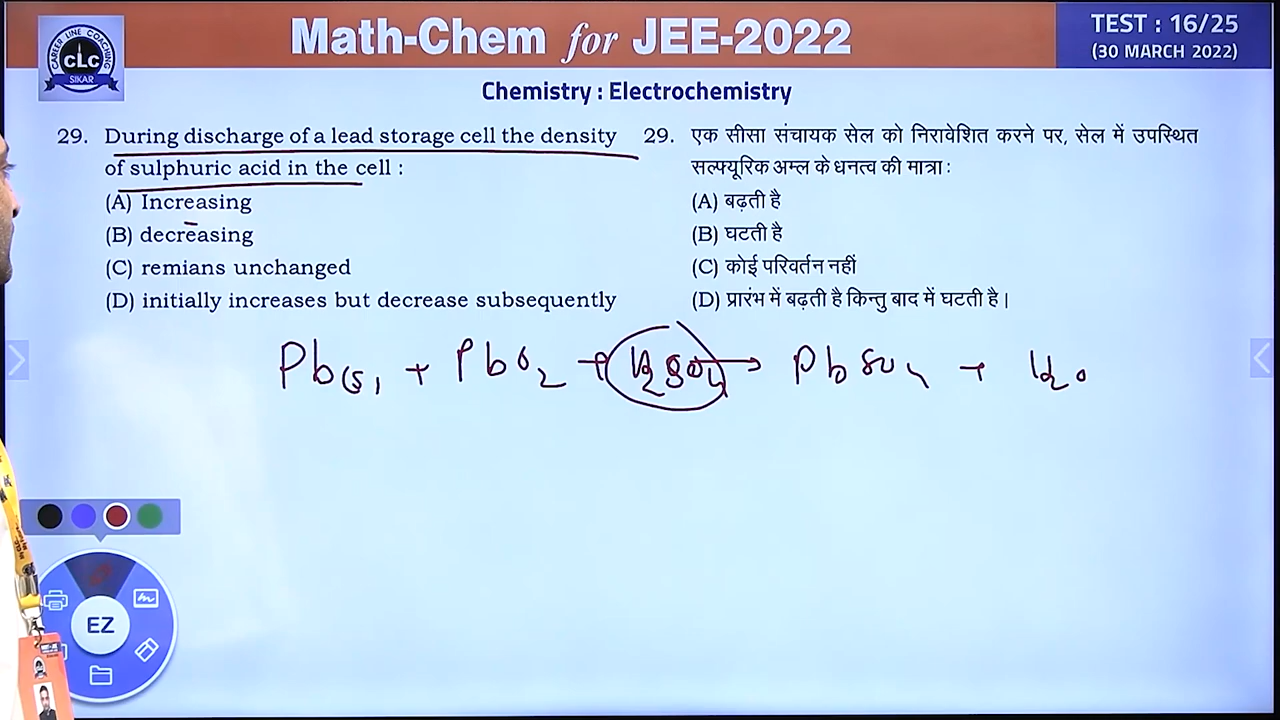 CAREER LINE COACHING
CLC
SIKAR
Math-Chem for JEE-2022
TEST : 16/25
(30 MARCH 2022)
Chemistry : Electrochemistry
29. During discharge of a lead storage cell the density
of sulphuric acid in the cell :
(A) Increasing
(B) decreasing
(C) remians unchanged
(D) initially increases but decrease subsequently
29. एक सीसा संचायक सेल को निरावेशित करने पर, सेल में उपस्थित
सल्फ्यूरिक अम्ल के घनत्व की मात्रा :
(A) बढ़ती है
(B) घटती है
(C) कोई परिवर्तन नहीं
(D) प्रारंभ में बढ़ती है किन्तु बाद में घटती है।
Pb(s) + PbO2 + H2SO4 → PbSO4 + H2O
EZ